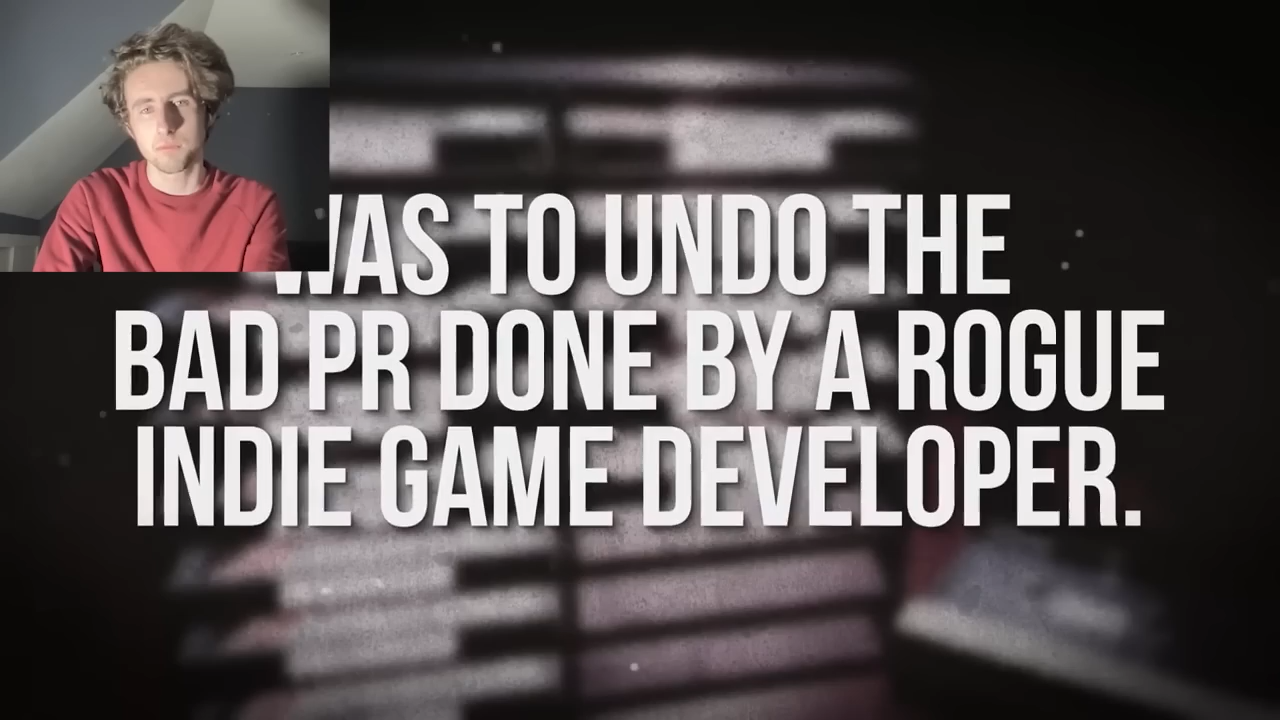 WAS TO UNDO THE
BAD PR DONE BY A ROGUE
INDIE GAME DEVELOPER.